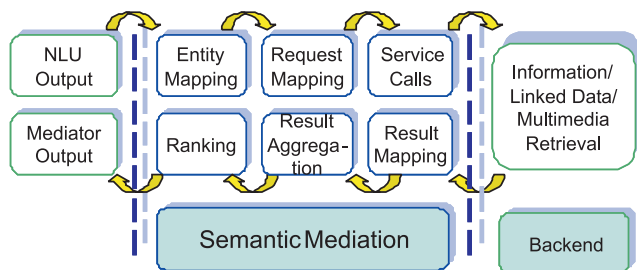 NLU
Output
Entity
Mapping
Request
Mapping
Service
Calls
Information/
Linked Data/
Multimedia
Retrieval
Mediator
Output
Ranking
Result
Aggrega-
tion
Result
Mapping
Semantic Mediation
Backend